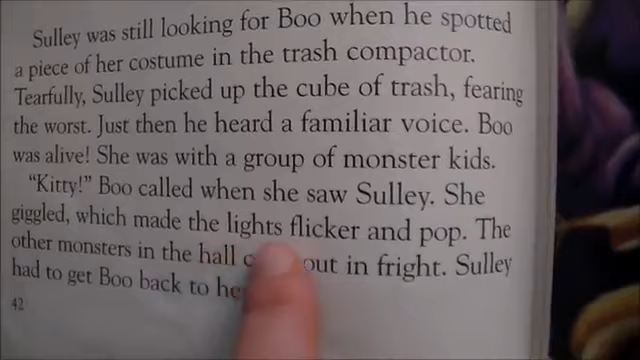 Sulley was still looking for Boo when he spotted
a piece of her costume in the trash compactor.
Tearfully, Sulley picked up the cube of trash, fearing
the worst. Just then he heard a familiar voice. Boo
was alive! She was with a group of monster kids.
“Kitty!” Boo called when she saw Sulley. She
giggled, which made the lights flicker and pop. The
other monsters in the hall out in fright. Sulley
had to get Boo back to
42